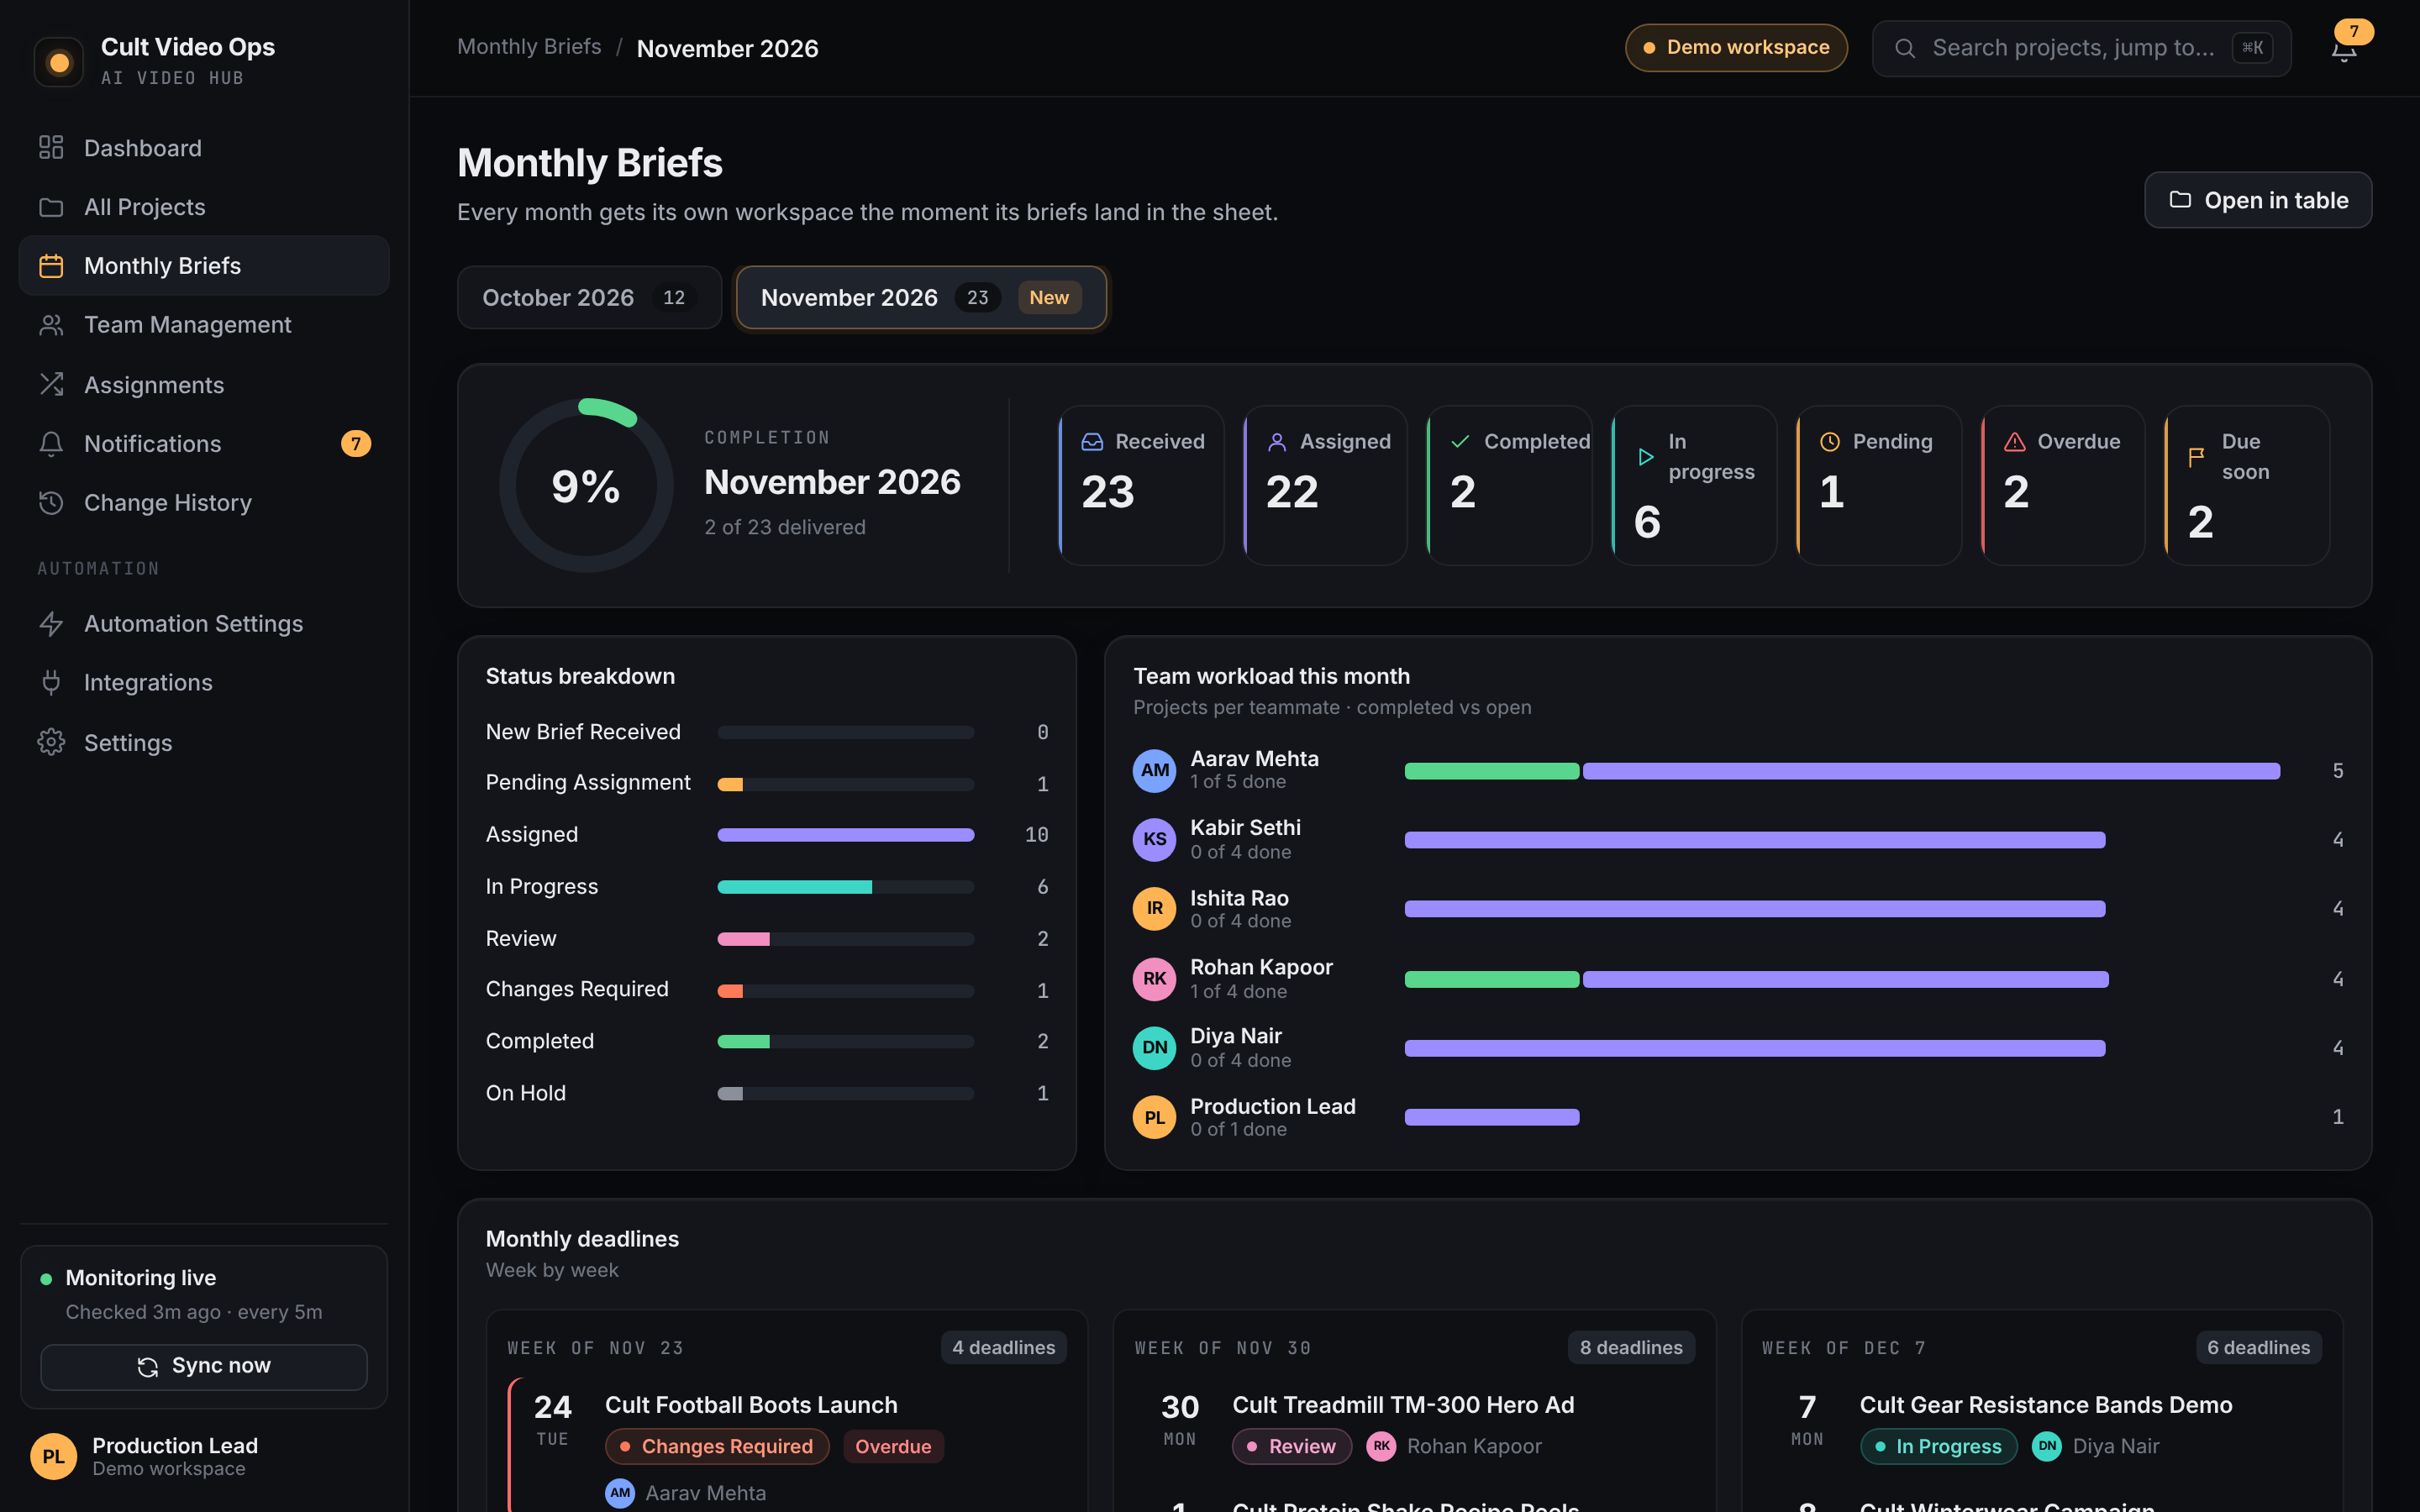 Cult Video Ops
AI VIDEO HUB
Dashboard
All Projects
Monthly Briefs
Team Management
Assignments
Notifications 7
Change History
AUTOMATION
Automation Settings
Integrations
Settings
Monitoring live
Checked 3m ago · every 5m
Sync now
PL Production Lead
Demo workspace
Monthly Briefs / November 2026
Demo workspace
Search projects, jump to... ⌘K
7
Monthly Briefs
Every month gets its own workspace the moment its briefs land in the sheet.
Open in table
October 2026 12
November 2026 23 New
9%
COMPLETION
November 2026
2 of 23 delivered
Received
23
Assigned
22
Completed
2
In
progress
6
Pending
1
Overdue
2
Due
soon
2
Status breakdown
New Brief Received 0
Pending Assignment 1
Assigned 10
In Progress 6
Review 2
Changes Required 1
Completed 2
On Hold 1
Team workload this month
Projects per teammate · completed vs open
AM Aarav Mehta 5
1 of 5 done
KS Kabir Sethi 4
0 of 4 done
IR Ishita Rao 4
0 of 4 done
RK Rohan Kapoor 4
1 of 4 done
DN Diya Nair 4
0 of 4 done
PL Production Lead 1
0 of 1 done
Monthly deadlines
Week by week
WEEK OF NOV 23 4 deadlines
24 Cult Football Boots Launch
TUE Changes Required Overdue
AM Aarav Mehta
WEEK OF NOV 30 8 deadlines
30 Cult Treadmill TM-300 Hero Ad
MON Review RK Rohan Kapoor
1 Cult Protein Shake Recipe Reels
WEEK OF DEC 7 6 deadlines
7 Cult Gear Resistance Bands Demo
MON In Progress DN Diya Nair
8 Cult Winterwear Campaign